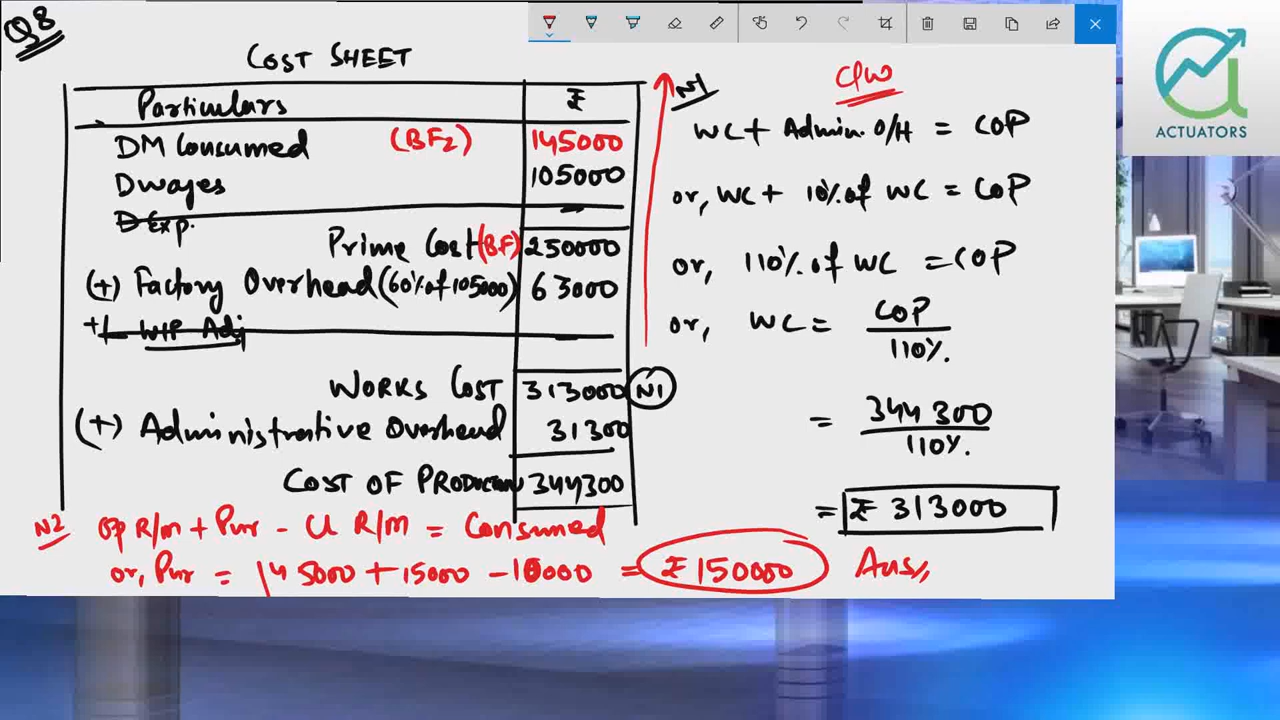 Q8
COST SHEET
Particulars ₹
DM Consumed (BF2) 145000
D wages 105000
D Exp. –
Prime Cost (BF) 250000
(+) Factory Overhead (60% of 105000) 63000
+/- WIP Adj –
WORKS COST 313000 N1
(+) Administrative Overhead 31300
COST OF PRODUCTION 344300
N2 Op R/m + Pur - Cl R/M = Consumed
or, Pur = 145000 + 15000 - 10000 = ₹150000 Ans,
N1
C/W
WC + Admin. O/H = COP
or, WC + 10% of WC = COP
or, 110% of WC = COP
or, WC = COP / 110%.
= 344300 / 110%.
= ₹ 313000
ACTUATORS